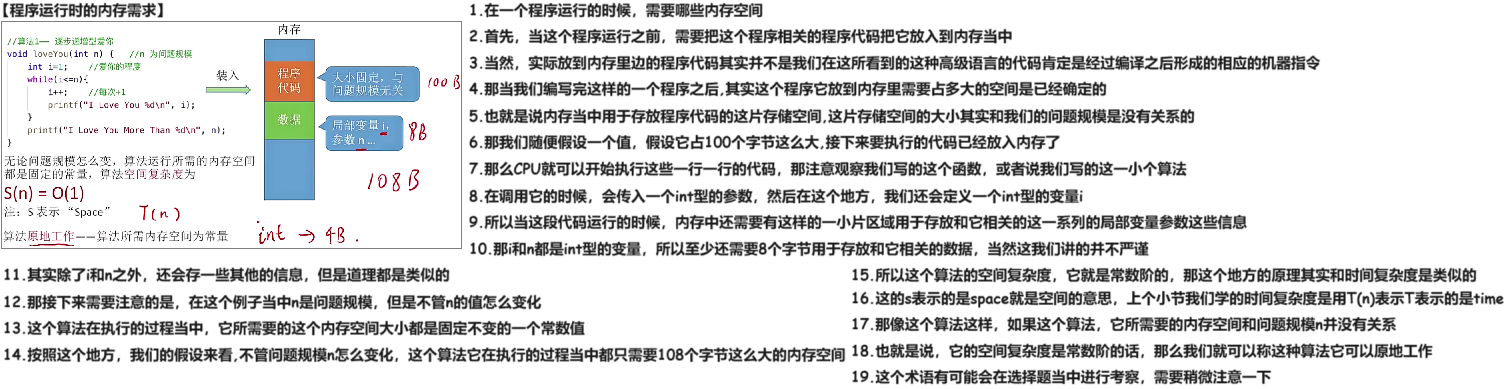 【程序运行时的内存需求】
//算法1—— 逐步递增型爱你
void loveYou(int n) {   //n 为问题规模
    int i=1;    //爱你的程度
    while(i<=n){
        i++;    //每次+1
        printf("I Love You %d\n", i);
    }
    printf("I Love You More Than %d\n", n);
}
装入
内存
程序
代码
数据
大小固定，与
问题规模无关
100B
局部变量 i,
参数 n ...
8B
108B
无论问题规模怎么变，算法运行所需的内存空间
都是固定的常量，算法空间复杂度为
S(n) = O(1)
注：S 表示 “Space”
T(n)
算法原地工作——算法所需内存空间为常量
int → 4B.
1.在一个程序运行的时候，需要哪些内存空间
2.首先，当这个程序运行之前，需要把这个程序相关的程序代码把它放入到内存当中
3.当然，实际放到内存里边的程序代码其实并不是我们在这所看到的这种高级语言的代码肯定是经过编译之后形成的相应的机器指令
4.那当我们编写完这样的一个程序之后,其实这个程序它放到内存里需要占多大的空间是已经确定的
5.也就是说内存当中用于存放程序代码的这片存储空间,这片存储空间的大小其实和我们的问题规模是没有关系的
6.那我们随便假设一个值，假设它占100个字节这么大,接下来要执行的代码已经放入内存了
7.那么CPU就可以开始执行这些一行一行的代码，那注意观察我们写的这个函数，或者说我们写的这一小个算法
8.在调用它的时候，会传入一个int型的参数，然后在这个地方，我们还会定义一个int型的变量i
9.所以当这段代码运行的时候，内存中还需要有这样的一小片区域用于存放和它相关的这一系列的局部变量参数这些信息
10.那i和n都是int型的变量，所以至少还需要8个字节用于存放和它相关的数据，当然这我们讲的并不严谨
11.其实除了i和n之外，还会存一些其他的信息，但是道理都是类似的
12.那接下来需要注意的是，在这个例子当中n是问题规模，但是不管n的值怎么变化
13.这个算法在执行的过程当中，它所需要的这个内存空间大小都是固定不变的一个常数值
14.按照这个地方，我们的假设来看,不管问题规模n怎么变化，这个算法它在执行的过程当中都只需要108个字节这么大的内存空间
15.所以这个算法的空间复杂度，它就是常数阶的，那这个地方的原理其实和时间复杂度是类似的
16.这的s表示的是space就是空间的意思，上个小节我们学的时间复杂度是用T(n)表示T表示的是time
17.那像这个算法这样，如果这个算法，它所需要的内存空间和问题规模n并没有关系
18.也就是说，它的空间复杂度是常数阶的话，那么我们就可以称这种算法它可以原地工作
19.这个术语有可能会在选择题当中进行考察，需要稍微注意一下